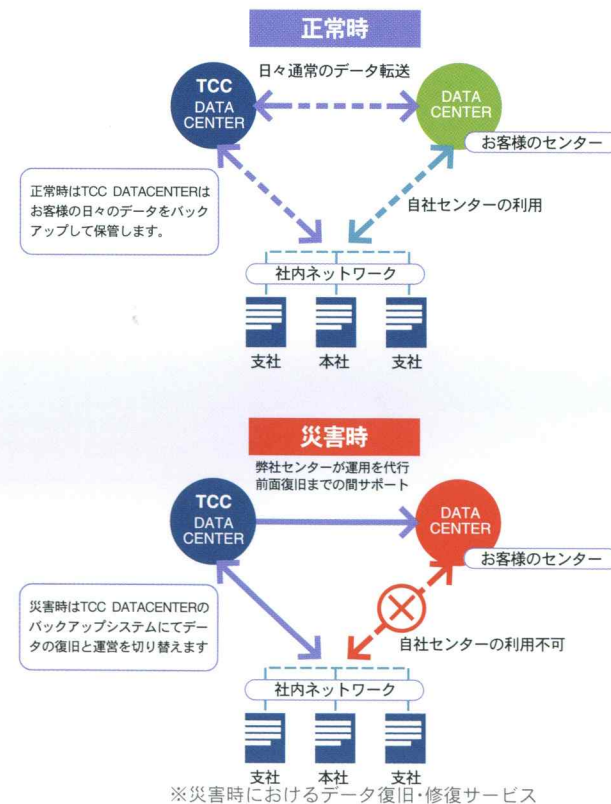 正常時
日々通常のデータ転送
TCC
DATA
CENTER
DATA
CENTER
お客様のセンター
正常時はTCC DATACENTERは
お客様の日々のデータをバック
アップして保管します。
自社センターの利用
社内ネットワーク
支社 本社 支社
災害時
弊社センターが運用を代行
前面復旧までの間サポート
TCC
DATA
CENTER
DATA
CENTER
お客様のセンター
災害時はTCC DATACENTERの
バックアップシステムにてデー
タの復旧と運営を切り替えます
自社センターの利用不可
社内ネットワーク
支社 本社 支社
※災害時におけるデータ復旧・修復サービス